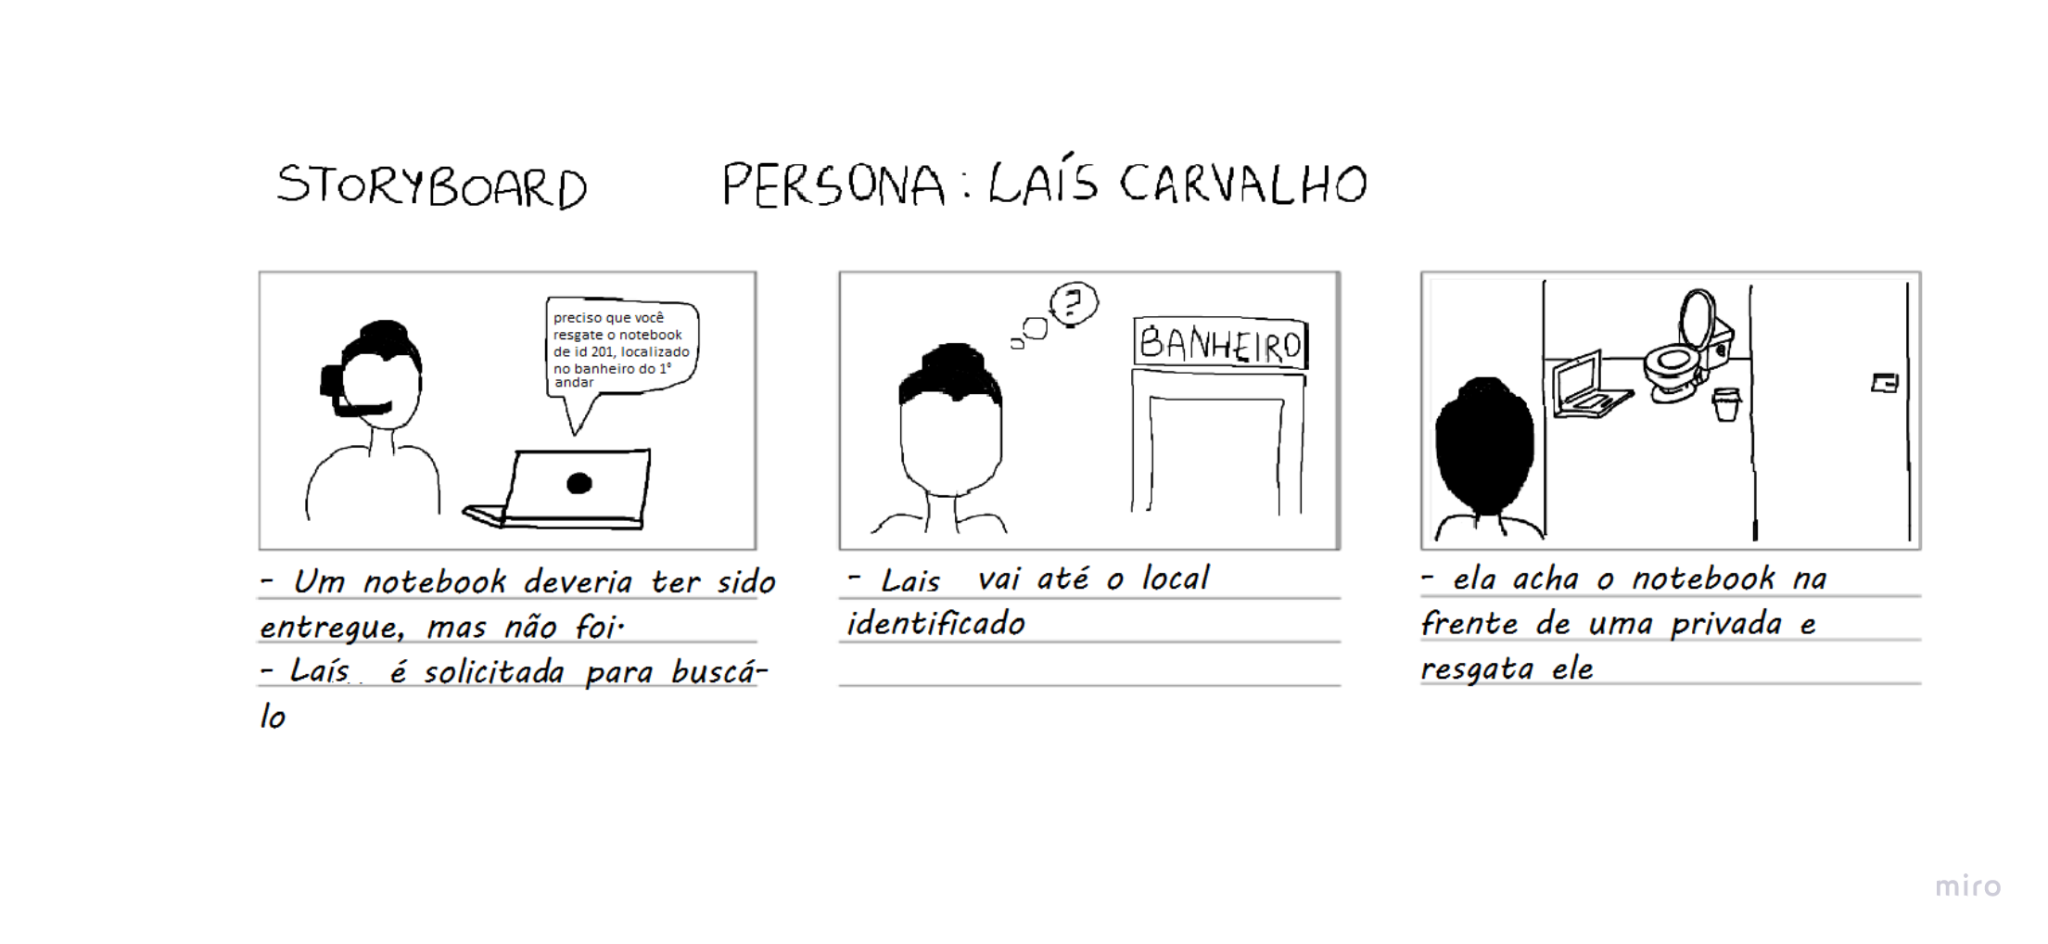 STORYBOARD
PERSONA: LAÍS CARVALHO
preciso que você
resgate o notebook
de id 201, localizado
no banheiro do 1°
andar
- Um notebook deveria ter sido
entregue, mas não foi.
- Laís.. é solicitada para buscá-
lo
?
BANHEIRO
- Lais vai até o local
identificado
- ela acha o notebook na
frente de uma privada e
resgata ele
miro